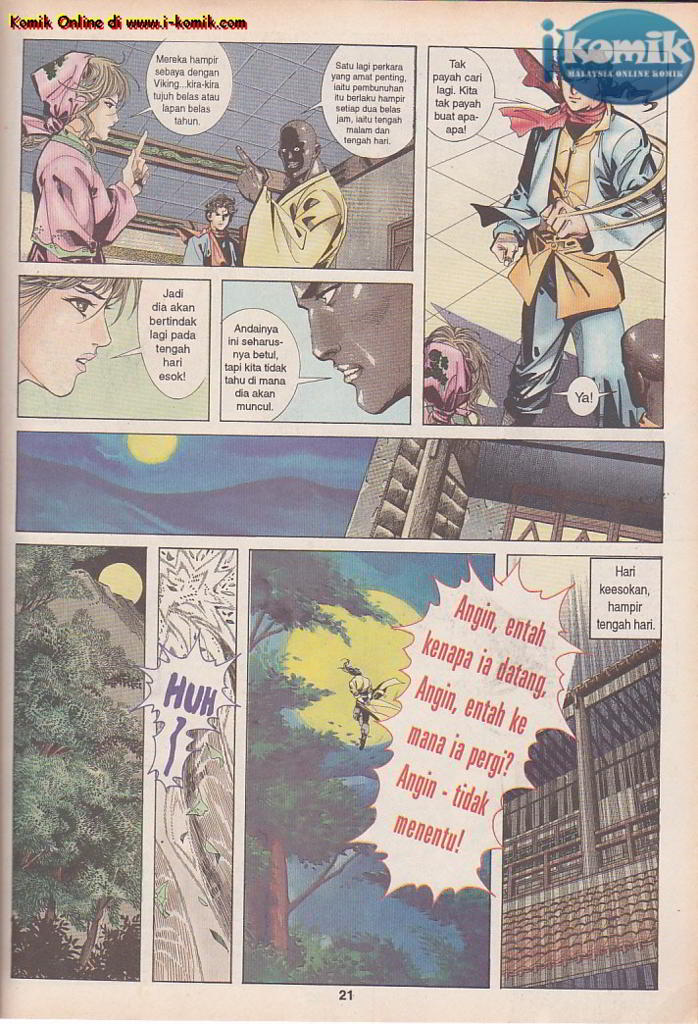 Komik Online di www.i-komik.com
ikomik
MALAYSIA ONLINE KOMIK
Mereka hampir
sebaya dengan
Viking...kira-kira
tujuh belas atau
lapan belas
tahun.
Satu lagi perkara
yang amat penting,
iaitu pembunuhan
itu berlaku hampir
setiap dua belas
jam, iaitu tengah
malam dan
tengah hari.
Tak
payah cari
lagi. Kita
tak payah
buat apa-
apa!
Ya!
Jadi
dia akan
bertindak
lagi pada
tengah
hari
esok!
Andainya
ini seharus-
nya betul,
tapi kita tidak
tahu di mana
dia akan
muncul.
HUH
!
Angin, entah
kenapa ia datang,
Angin, entah ke
mana ia pergi?
Angin - tidak
menentu!
Hari
keesokan,
hampir
tengah hari.
21